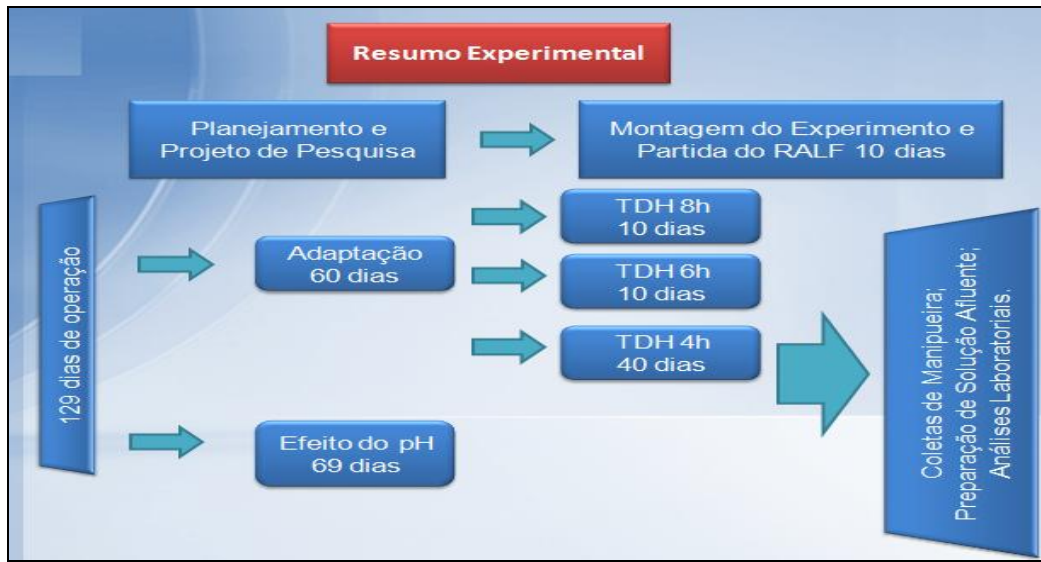 Resumo Experimental
Planejamento e
Projeto de Pesquisa
Montagem do Experimento e
Partida do RALF 10 dias
129 dias de operação
Adaptação
60 dias
TDH 8h
10 dias
TDH 6h
10 dias
TDH 4h
40 dias
Efeito do pH
69 dias
Coletas de Manipueira;
Preparação de Solução Afluente;
Análises Laboratoriais.